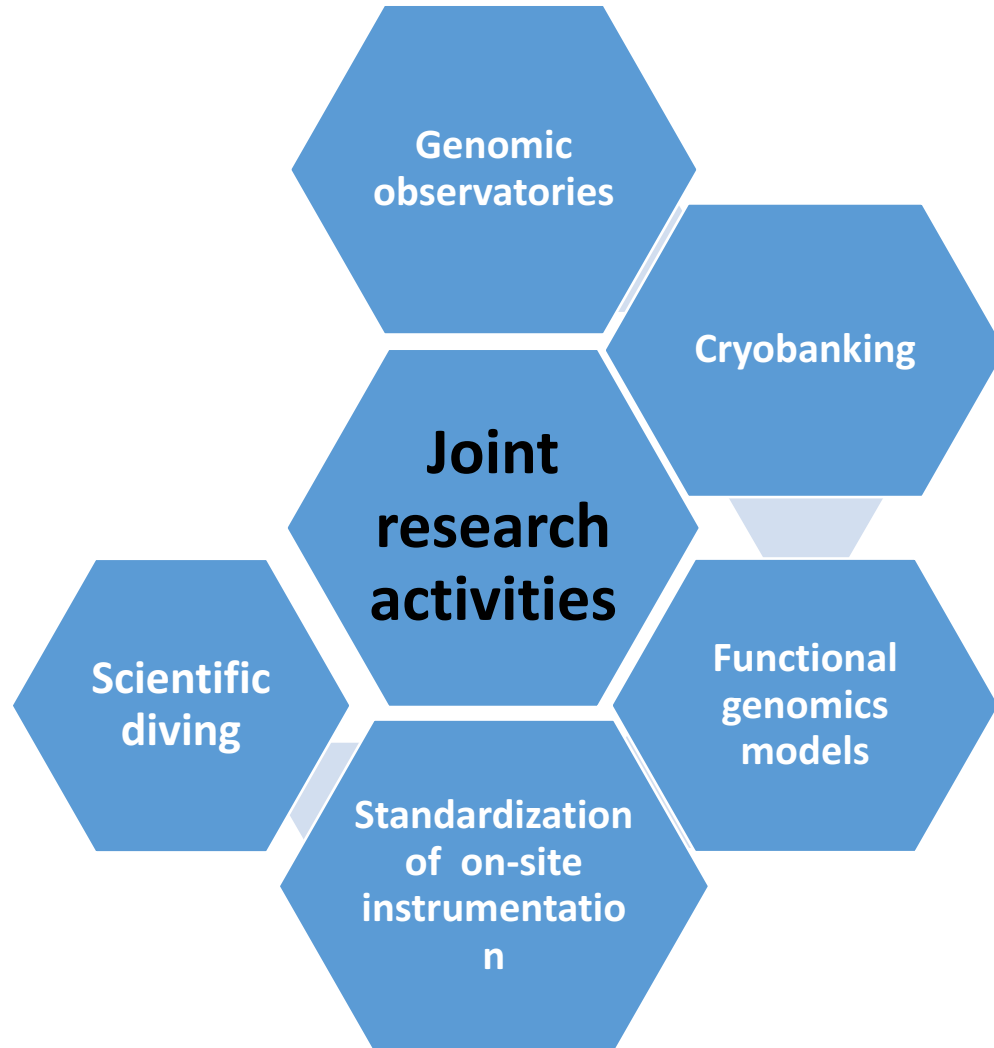 Genomic
observatories
Cryobanking
Joint
research
activities
Functional
genomics
models
Scientific
diving
Standardization
of on-site
instrumentatio
n